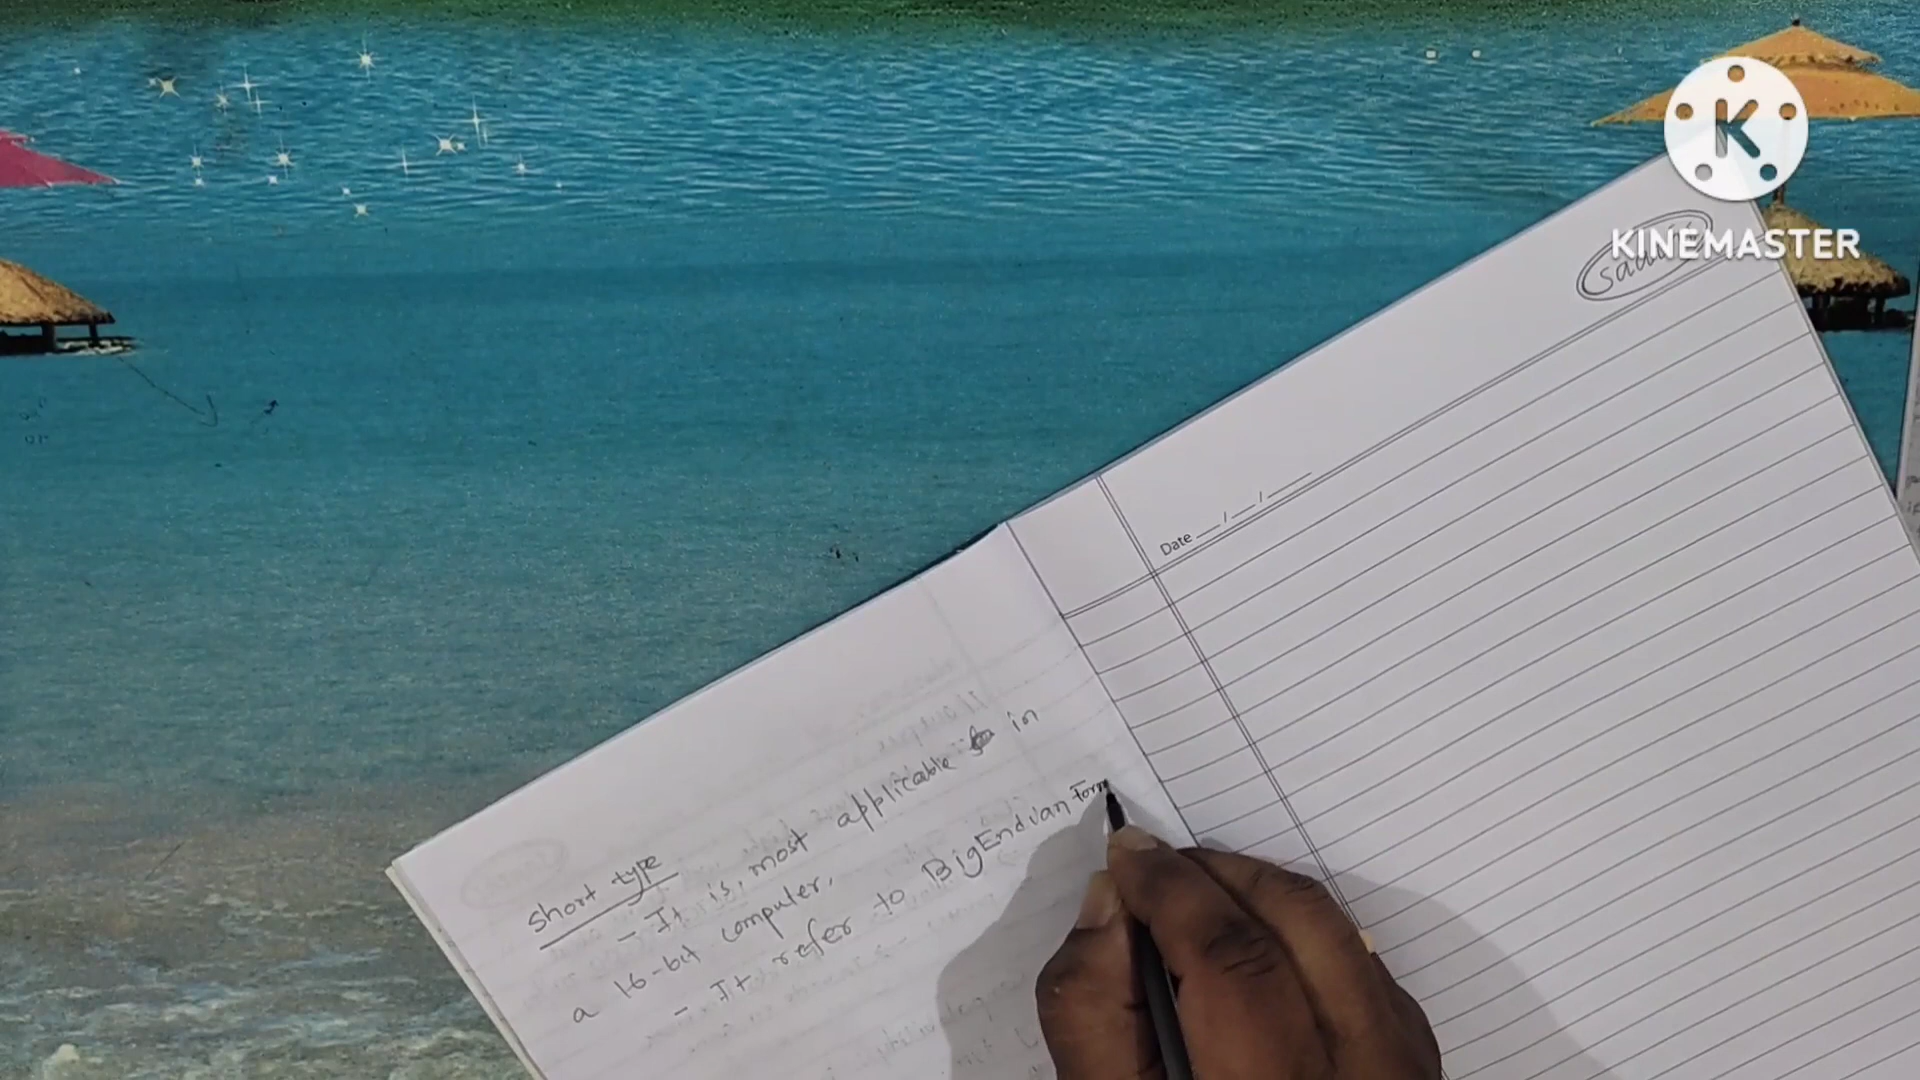 KINEMASTER
Date
short type
- It is, most applicable in
a 16-bit computer,
- It refer to BigEndian Form